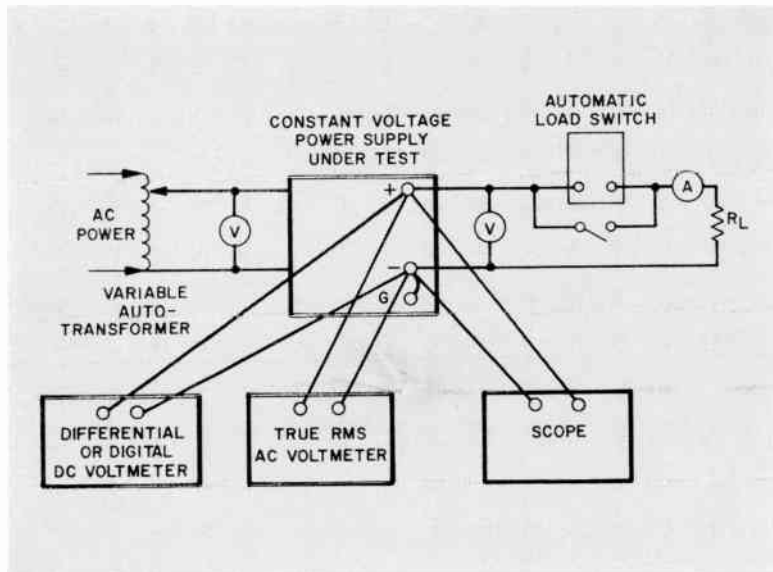 CONSTANT VOLTAGE
POWER SUPPLY
UNDER TEST
AUTOMATIC
LOAD SWITCH
AC
POWER
V
+
−
G
V
A
RL
VARIABLE
AUTO-
TRANSFORMER
DIFFERENTIAL
OR DIGITAL
DC VOLTMETER
TRUE RMS
AC VOLTMETER
SCOPE